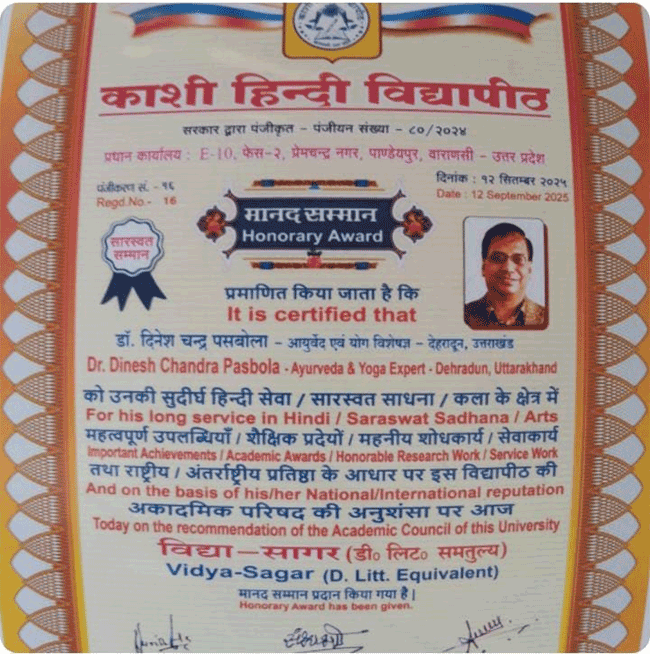 काशी हिन्दी विद्यापीठ
सरकार द्वारा पंजीकृत - पंजीयन संख्या - ८०/२०२४
प्रधान कार्यालय : E-10, फेस-२, प्रेमचन्द्र नगर, पाण्डेयपुर, वाराणसी - उत्तर प्रदेश
पंजीकरण सं. - १६
दिनांक : १२ सितम्बर २०२५
Regd.No.- 16
Date : 12 September 2025
मानद सम्मान
Honorary Award
सारस्वत
सम्मान
प्रमाणित किया जाता है कि
It is certified that
डॉ. दिनेश चन्द्र पसबोला - आयुर्वेद एवं योग विशेषज्ञ - देहरादून, उत्तराखंड
Dr. Dinesh Chandra Pasbola - Ayurveda & Yoga Expert - Dehradun, Uttarakhand
को उनकी सुदीर्घ हिन्दी सेवा / सारस्वत साधना / कला के क्षेत्र में
For his long service in Hindi / Saraswat Sadhana / Arts
महत्वपूर्ण उपलब्धियाँ / शैक्षिक प्रदेयों / महनीय शोधकार्य / सेवाकार्य
Important Achievements / Academic Awards / Honorable Research Work / Service Work
तथा राष्ट्रीय / अंतर्राष्ट्रीय प्रतिष्ठा के आधार पर इस विद्यापीठ की
And on the basis of his/her National/International reputation
अकादमिक परिषद की अनुशंसा पर आज
Today on the recommendation of the Academic Council of this University
विद्या - सागर (डी० लिट० समतुल्य)
Vidya-Sagar (D. Litt. Equivalent)
मानद सम्मान प्रदान किया गया है |
Honorary Award has been given.